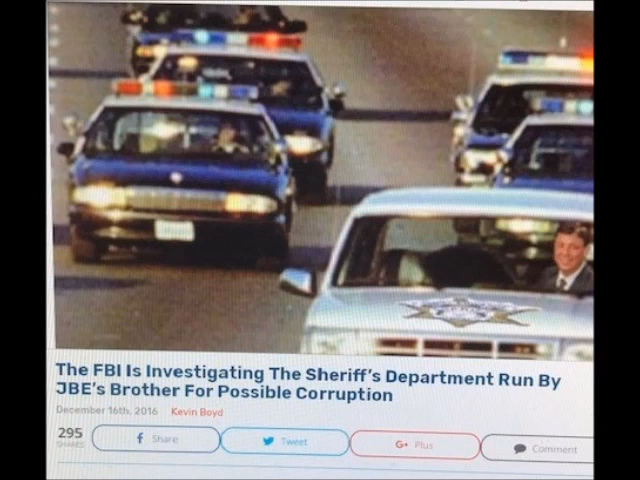 The FBI Is Investigating The Sheriff's Department Run By
JBE's Brother For Possible Corruption
December 16th, 2016 Kevin Boyd
295
SHARES
Share
Tweet
G+ Plus
Comment